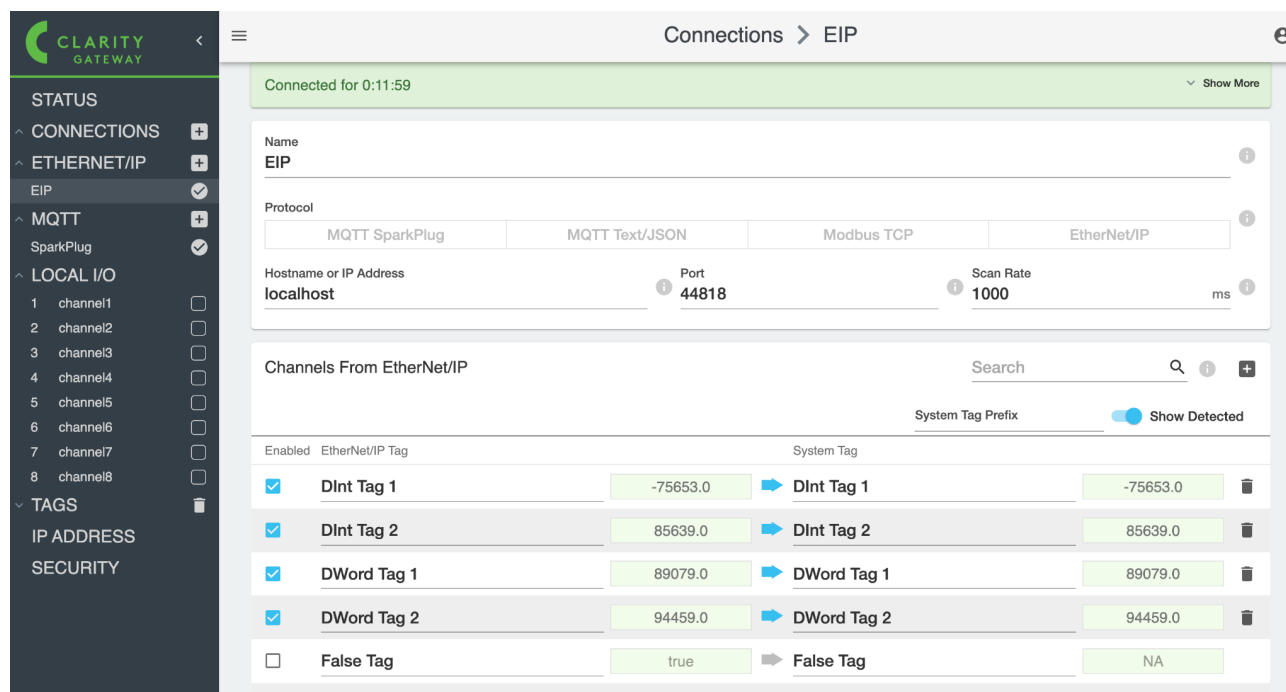 CLARITY
GATEWAY
STATUS
CONNECTIONS
ETHERNET/IP
EIP
MQTT
SparkPlug
LOCAL I/O
1 channel1
2 channel2
3 channel3
4 channel4
5 channel5
6 channel6
7 channel7
8 channel8
TAGS
IP ADDRESS
SECURITY
Connections > EIP
Connected for 0:11:59 Show More
Name
EIP
Protocol
MQTT SparkPlug MQTT Text/JSON Modbus TCP EtherNet/IP
Hostname or IP Address Port Scan Rate
localhost 44818 1000 ms
Channels From EtherNet/IP Search
System Tag Prefix Show Detected
Enabled EtherNet/IP Tag System Tag
DInt Tag 1 -75653.0 DInt Tag 1 -75653.0
DInt Tag 2 85639.0 DInt Tag 2 85639.0
DWord Tag 1 89079.0 DWord Tag 1 89079.0
DWord Tag 2 94459.0 DWord Tag 2 94459.0
False Tag true False Tag NA